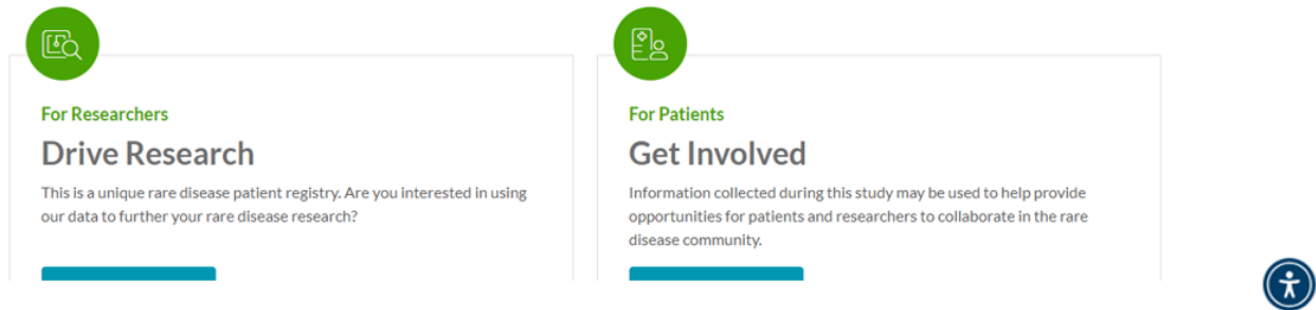 For Researchers
Drive Research
This is a unique rare disease patient registry. Are you interested in using
our data to further your rare disease research?
For Patients
Get Involved
Information collected during this study may be used to help provide
opportunities for patients and researchers to collaborate in the rare
disease community.